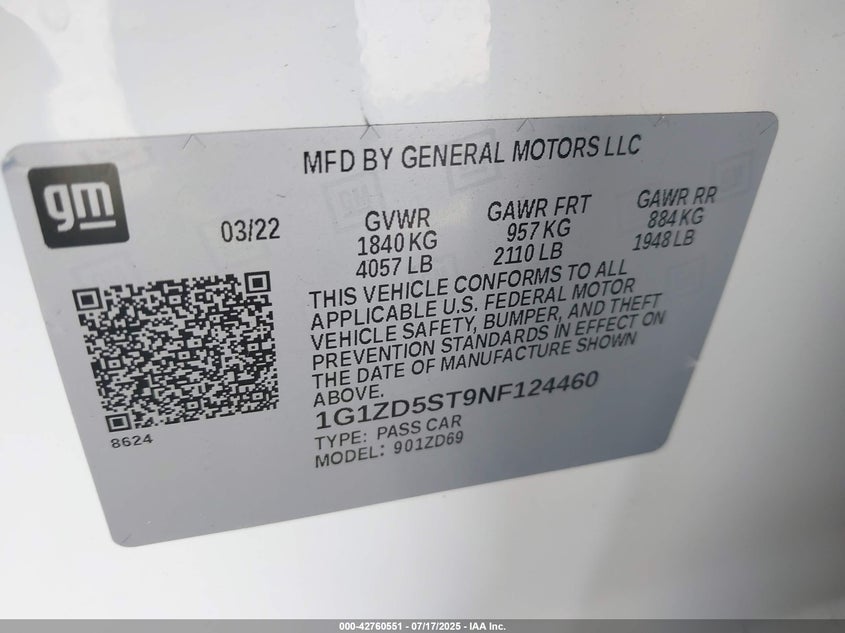 MFD BY GENERAL MOTORS LLC
gm
03/22
GVWR
1840 KG
4057 LB
GAWR FRT
957 KG
2110 LB
GAWR RR
884 KG
1948 LB
THIS VEHICLE CONFORMS TO ALL
APPLICABLE U.S. FEDERAL MOTOR
VEHICLE SAFETY, BUMPER, AND THEFT
PREVENTION STANDARDS IN EFFECT ON
THE DATE OF MANUFACTURE SHOWN
ABOVE.
1G1ZD5ST9NF124460
TYPE: PASS CAR
MODEL: 901ZD69
8624
000-42760551 - 07/17/2025 - IAA Inc.